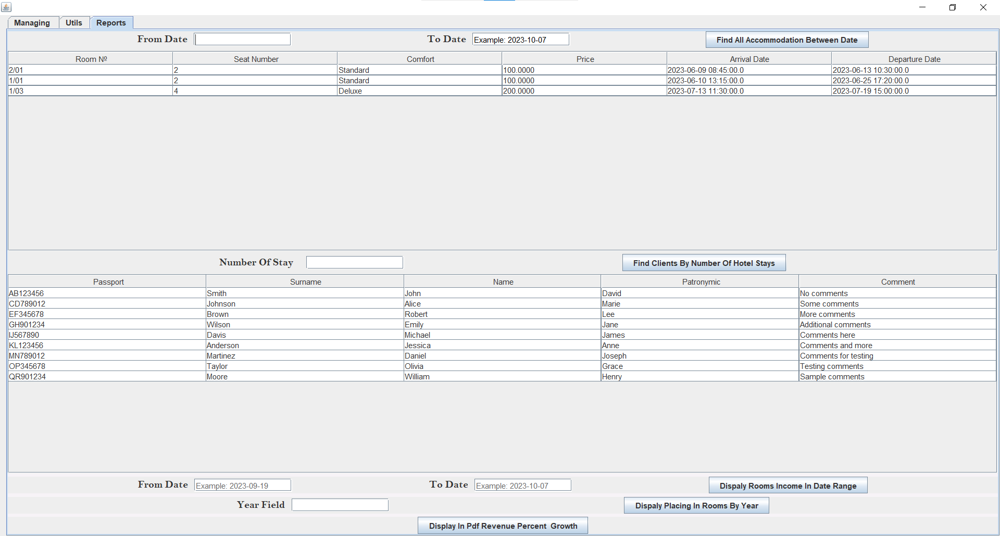 Managing Utils Reports
From Date To Date Example: 2023-10-07 Find All Accommodation Between Date
Room Nº Seat Number Comfort Price Arrival Date Departure Date
2/01 2 Standard 100.0000 2023-06-09 08:45:00.0 2023-06-13 10:30:00.0
1/01 2 Standard 100.0000 2023-06-10 13:15:00.0 2023-06-25 17:20:00.0
1/03 4 Deluxe 200.0000 2023-07-13 11:30:00.0 2023-07-19 15:00:00.0
Number Of Stay Find Clients By Number Of Hotel Stays
Passport Surname Name Patronymic Comment
AB123456 Smith John David No comments
CD789012 Johnson Alice Marie Some comments
EF345678 Brown Robert Lee More comments
GH901234 Wilson Emily Jane Additional comments
IJ567890 Davis Michael James Comments here
KL123456 Anderson Jessica Anne Comments and more
MN789012 Martinez Daniel Joseph Comments for testing
OP345678 Taylor Olivia Grace Testing comments
QR901234 Moore William Henry Sample comments
From Date Example: 2023-09-19 To Date Example: 2023-10-07 Dispaly Rooms Income In Date Range
Year Field Dispaly Placing In Rooms By Year
Display In Pdf Revenue Percent  Growth